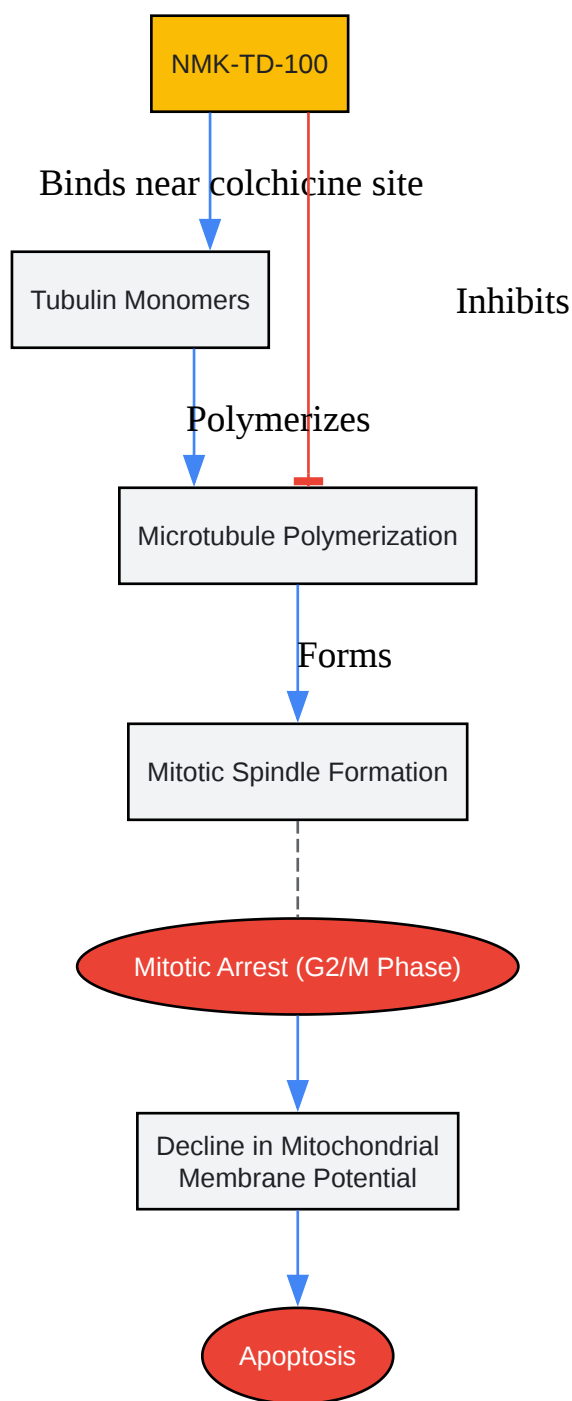 NMK-TD-100
Binds near colchicine site
Tubulin Monomers
Inhibits
Polymerizes
Microtubule Polymerization
Forms
Mitotic Spindle Formation
Mitotic Arrest (G2/M Phase)
Decline in Mitochondrial
Membrane Potential
Apoptosis